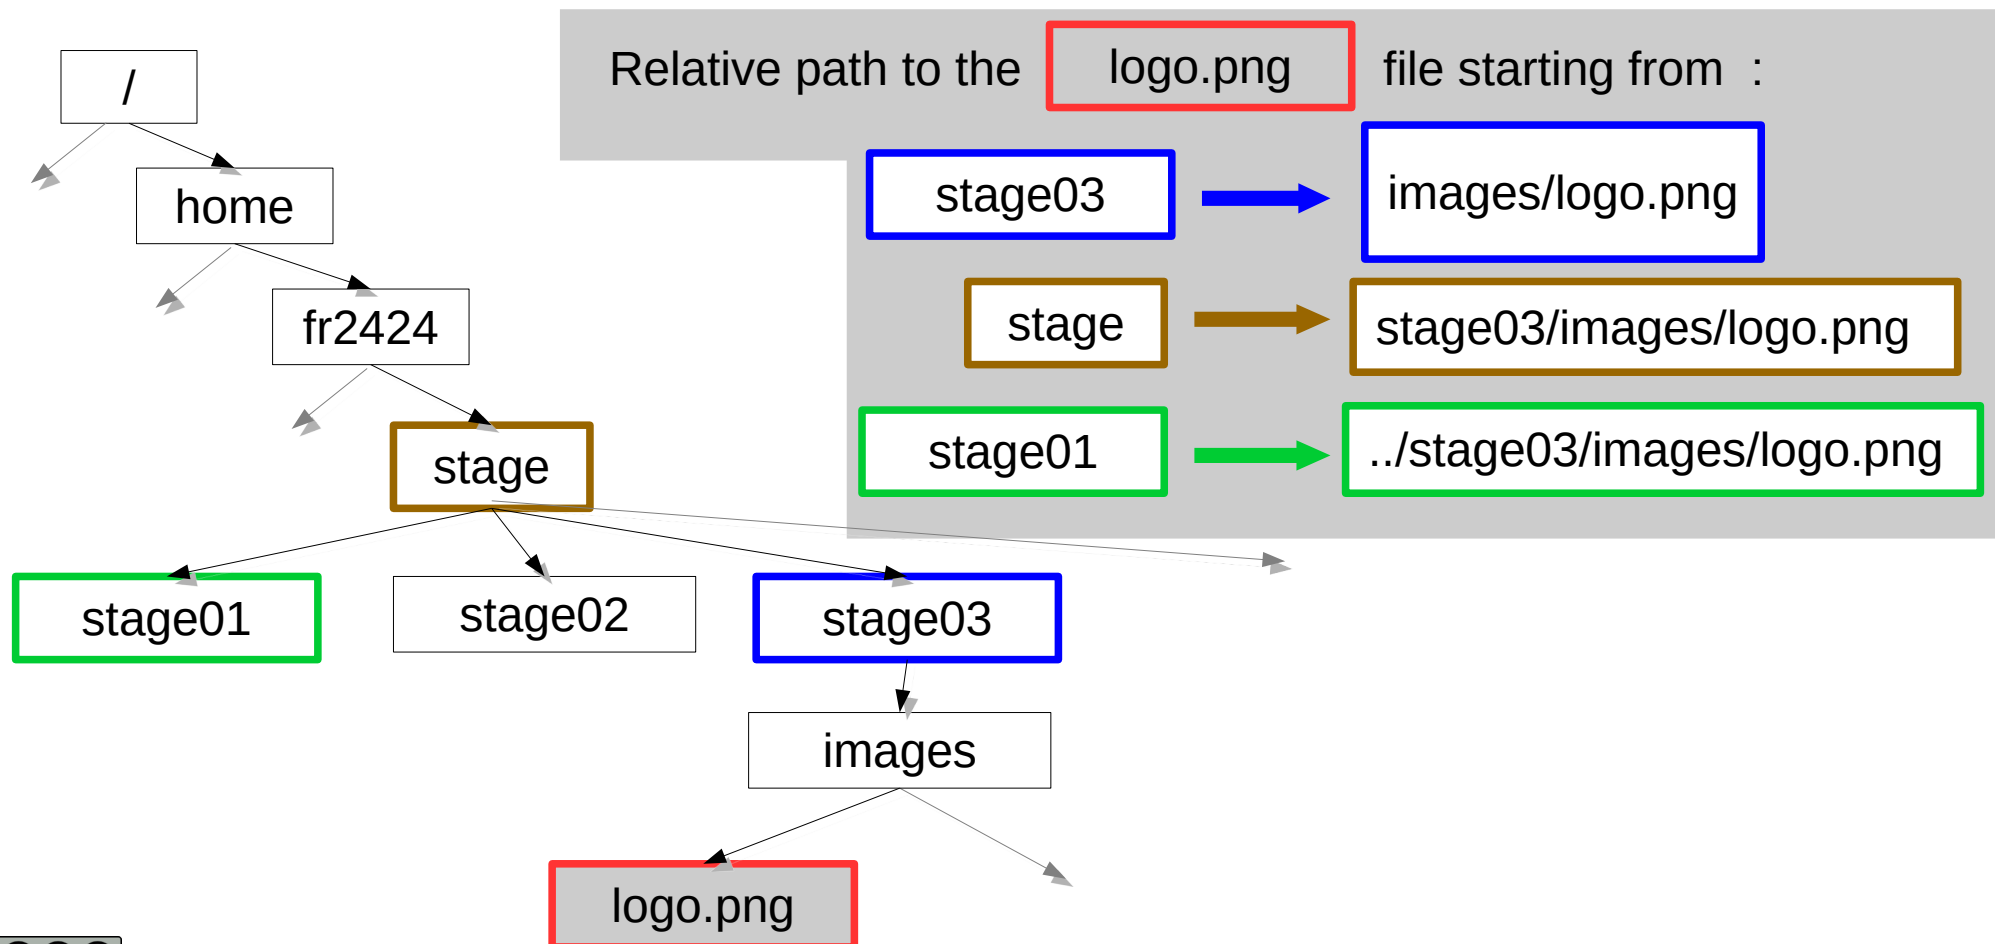 Relative path to the logo.png file starting from :
/
home
fr2424
stage
stage01
stage02
stage03
images
logo.png
stage03 images/logo.png
stage stage03/images/logo.png
stage01 ../stage03/images/logo.png